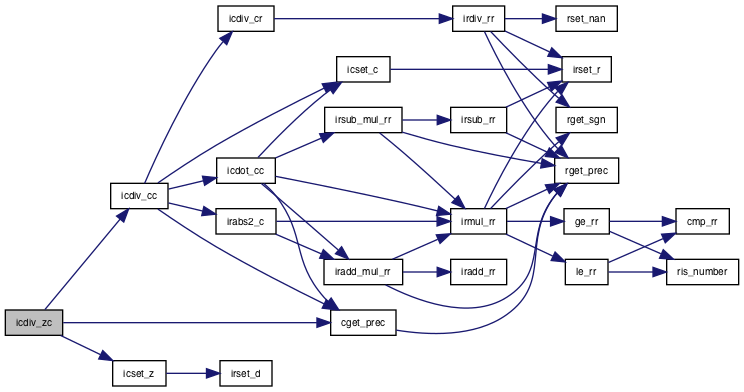 icdiv_cr
irdiv_rr
rset_nan
icset_c
irset_r
irsub_mul_rr
irsub_rr
rget_sgn
icdot_cc
rget_prec
icdiv_cc
irabs2_c
irmul_rr
ge_rr
cmp_rr
iradd_mul_rr
iradd_rr
le_rr
ris_number
icdiv_zc
cget_prec
icset_z
irset_d